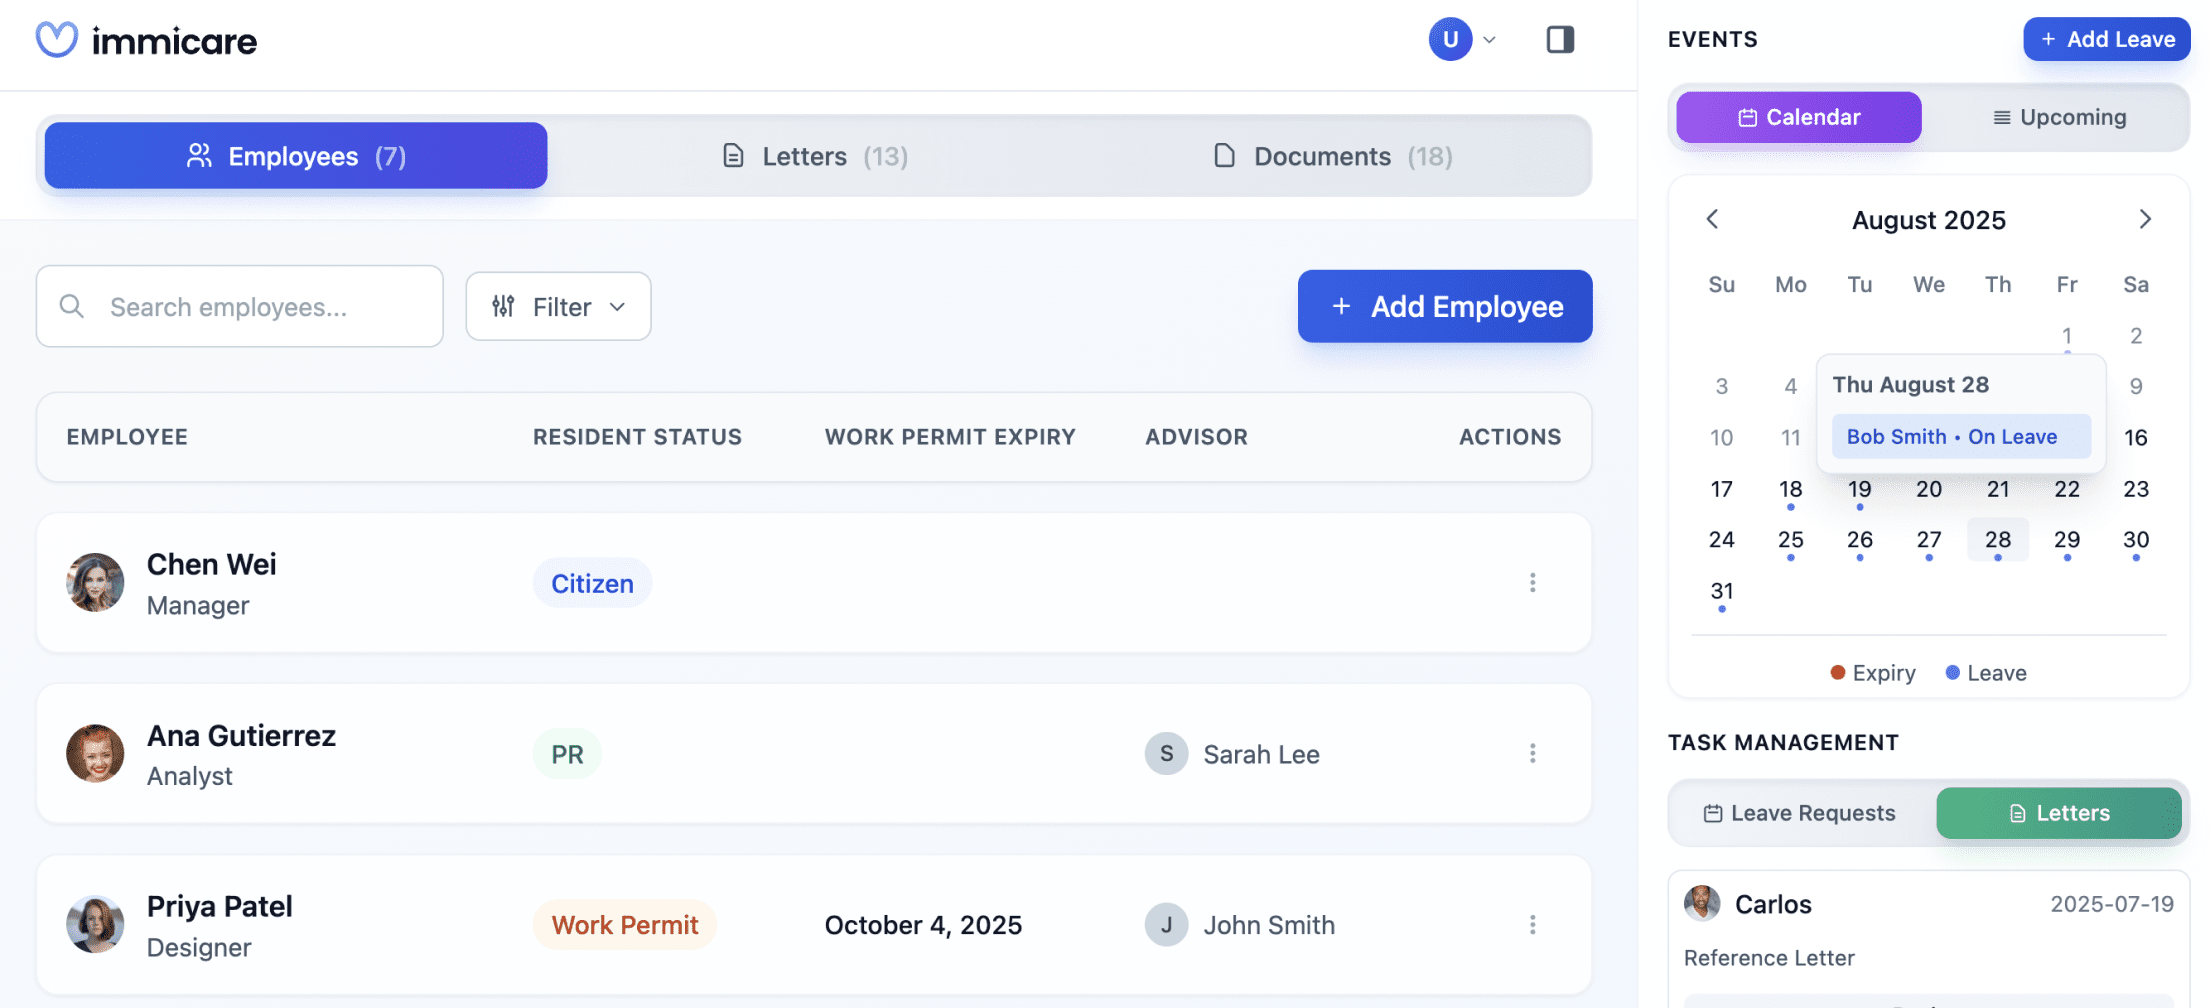 immicare
U
Employees (7)
Letters (13)
Documents (18)
Search employees...
Filter
+ Add Employee
EMPLOYEE RESIDENT STATUS WORK PERMIT EXPIRY ADVISOR ACTIONS
Chen Wei
Manager
Citizen
Ana Gutierrez
Analyst
PR
S Sarah Lee
Priya Patel
Designer
Work Permit
October 4, 2025
J John Smith
EVENTS
+ Add Leave
Calendar
Upcoming
August 2025
Su Mo Tu We Th Fr Sa
1 2
3 4 9
Thu August 28
Bob Smith • On Leave
10 11 16
17 18 19 20 21 22 23
24 25 26 27 28 29 30
31
Expiry Leave
TASK MANAGEMENT
Leave Requests
Letters
Carlos 2025-07-19
Reference Letter